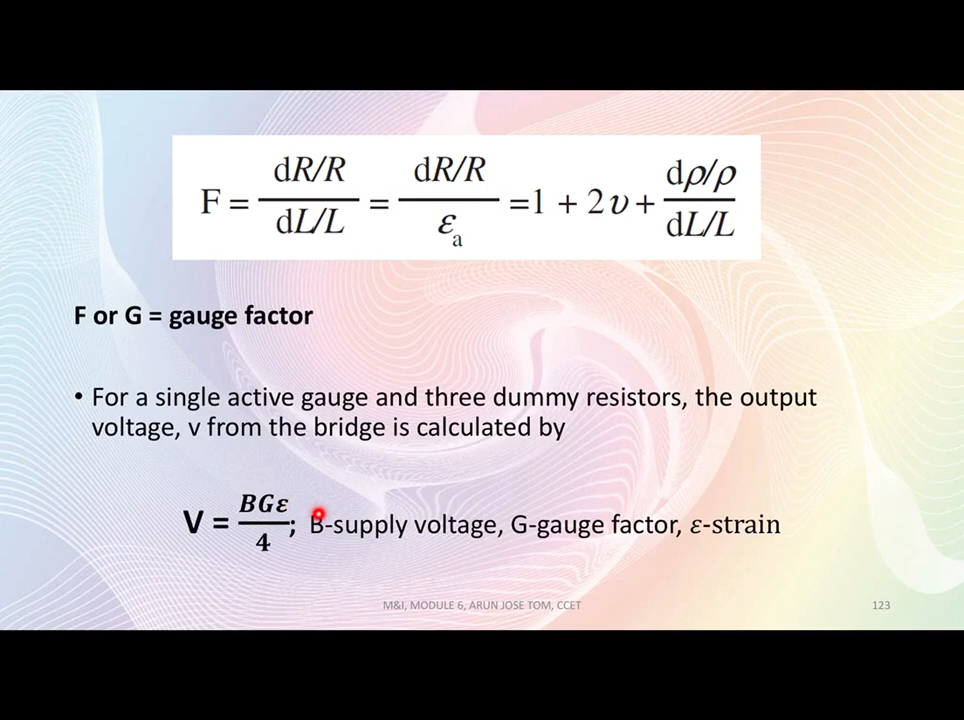 F = dR/R / dL/L = dR/R / εa =1 + 2υ + dρ/ρ / dL/L
F or G = gauge factor
• For a single active gauge and three dummy resistors, the output
voltage, v from the bridge is calculated by
V = BGε / 4 ; B-supply voltage, G-gauge factor, ε-strain
M&I, MODULE 6, ARUN JOSE TOM, CCET
123